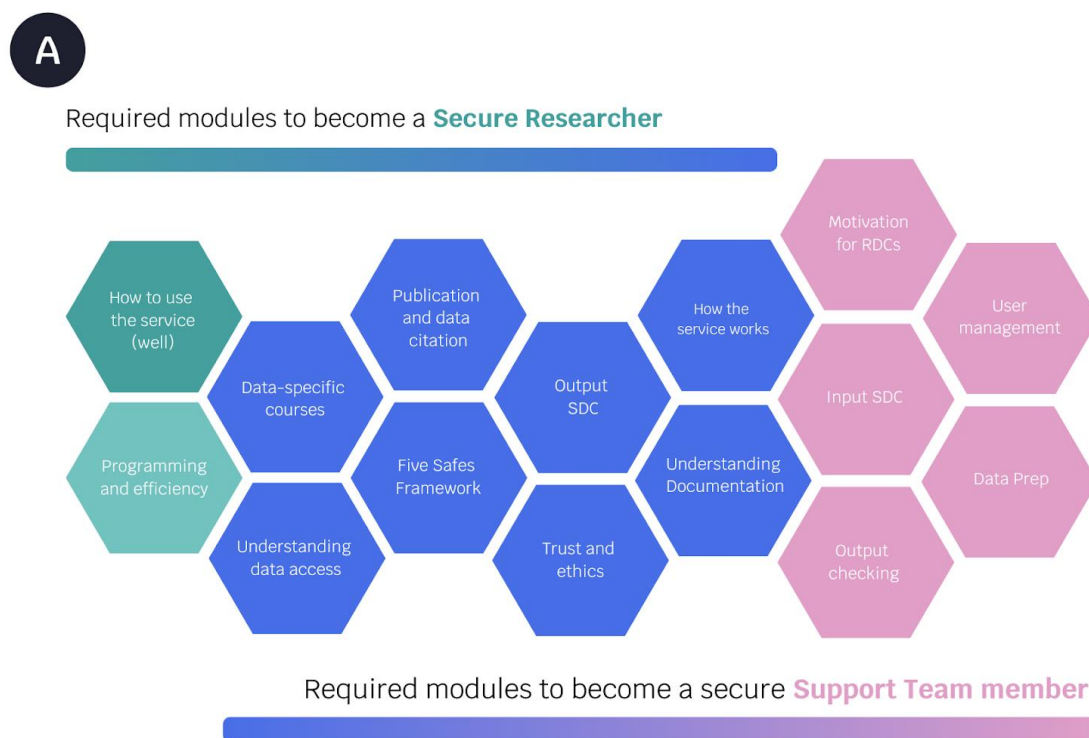 A
Required modules to become a Secure Researcher
How to use
the service
(well)
Programming
and efficiency
Data-specific
courses
Understanding
data access
Publication
and data
citation
Five Safes
Framework
Output
SDC
Trust and
ethics
How the
service works
Understanding
Documentation
Motivation
for RDCs
Input SDC
Output
checking
User
management
Data Prep
Required modules to become a secure Support Team member